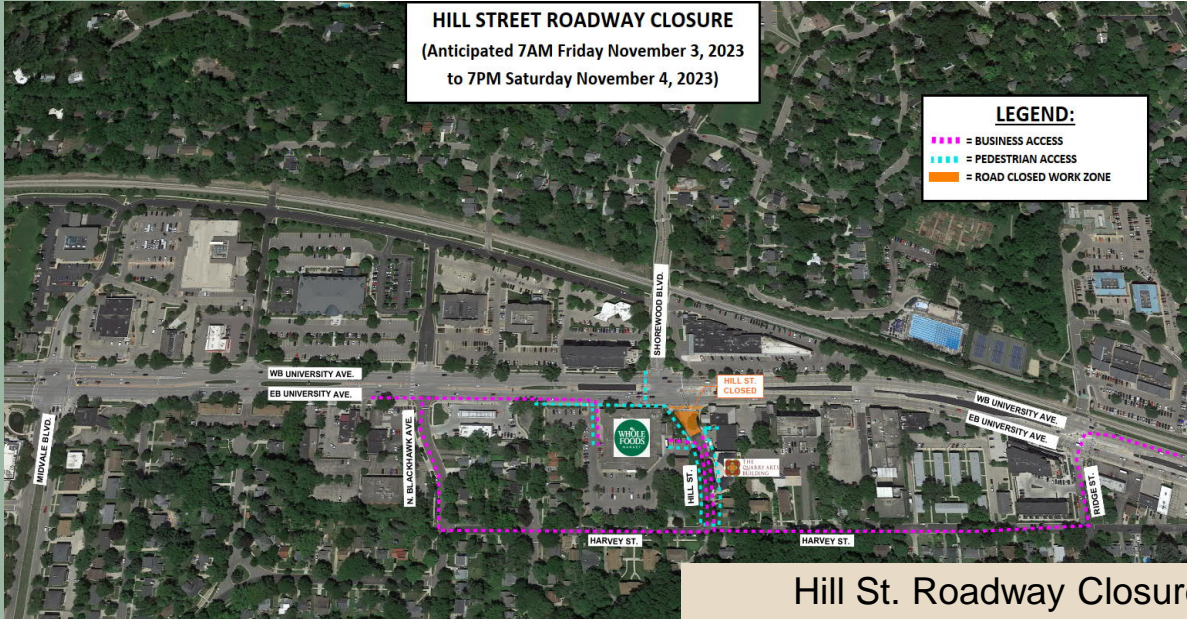 HILL STREET ROADWAY CLOSURE
(Anticipated 7AM Friday November 3, 2023
to 7PM Saturday November 4, 2023)
LEGEND:
= BUSINESS ACCESS
= PEDESTRIAN ACCESS
= ROAD CLOSED WORK ZONE
SHOREWOOD BLVD.
WB UNIVERSITY AVE.
EB UNIVERSITY AVE.
HILL ST.
CLOSED
WB UNIVERSITY AVE.
EB UNIVERSITY AVE.
MIDVALE BLVD.
N. BLACKHAWK AVE.
WHOLE
FOODS
MARKET
HILL ST.
THE
QUARRY ARTS
BUILDING
RIDGE ST.
HARVEY ST.
HARVEY ST.
Hill St. Roadway Closure